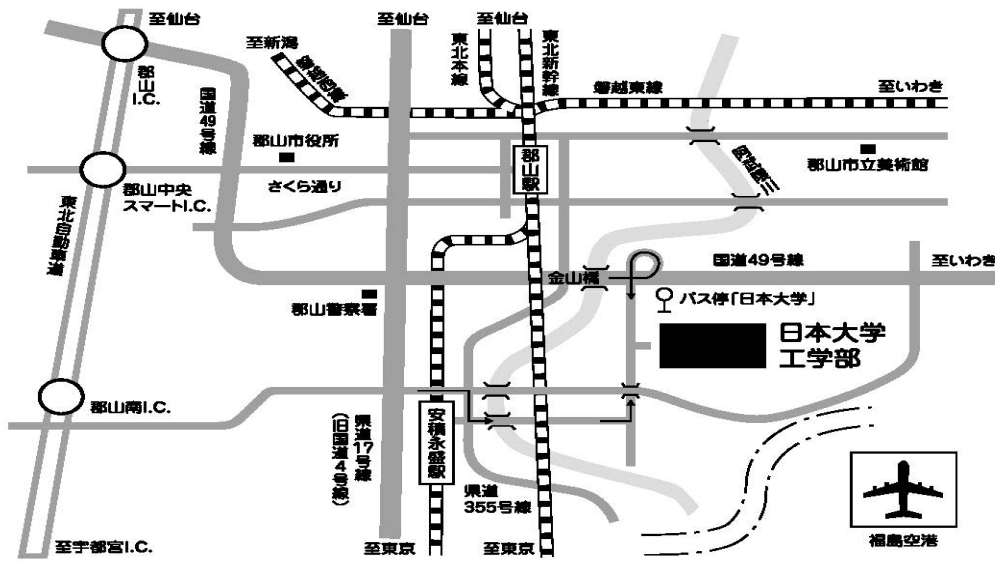 至仙台
至仙台
至仙台
至新潟
東北本線
東北新幹線
磐越西線
磐越東線
至いわき
郡山I.C.
国道49号線
郡山市役所
郡山駅
郡山市立美術館
阿武隈川
郡山中央
スマートI.C.
さくら通り
東北自動車道
国道49号線
至いわき
金山橋
バス停「日本大学」
郡山警察署
日本大学
工学部
郡山南I.C.
県道17号線
(旧国道4号線)
安積永盛駅
県道
355号線
福島空港
至宇都宮I.C.
至東京
至東京